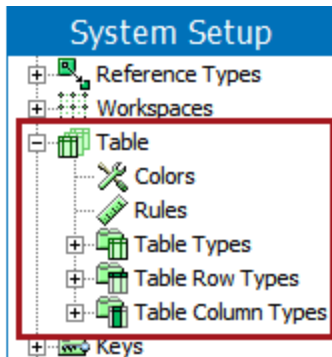 System Setup
Reference Types
Workspaces
Table
Colors
Rules
Table Types
Table Row Types
Table Column Types
Keys